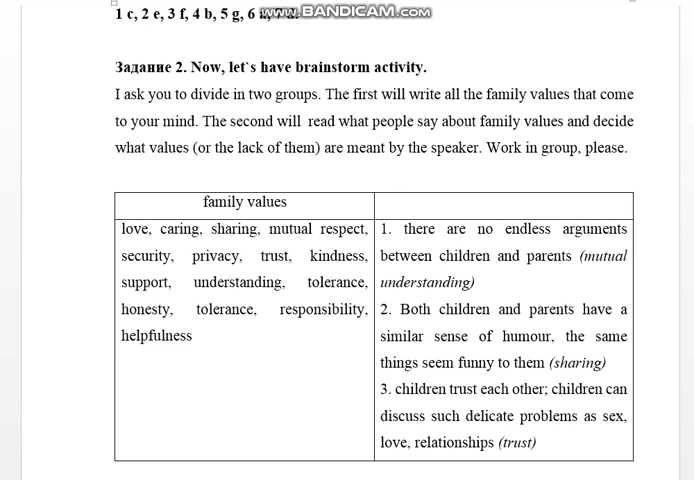 1 c, 2 e, 3 f, 4 b, 5 g, 6
www.BANDICAM.com
Задание 2. Now, let`s have brainstorm activity.
I ask you to divide in two groups. The first will write all the family values that come
to your mind. The second will read what people say about family values and decide
what values (or the lack of them) are meant by the speaker. Work in group, please.
family values
love, caring, sharing, mutual respect,
security, privacy, trust, kindness,
support, understanding, tolerance,
honesty, tolerance, responsibility,
helpfulness
1. there are no endless arguments
between children and parents (mutual
understanding)
2. Both children and parents have a
similar sense of humour, the same
things seem funny to them (sharing)
3. children trust each other; children can
discuss such delicate problems as sex,
love, relationships (trust)